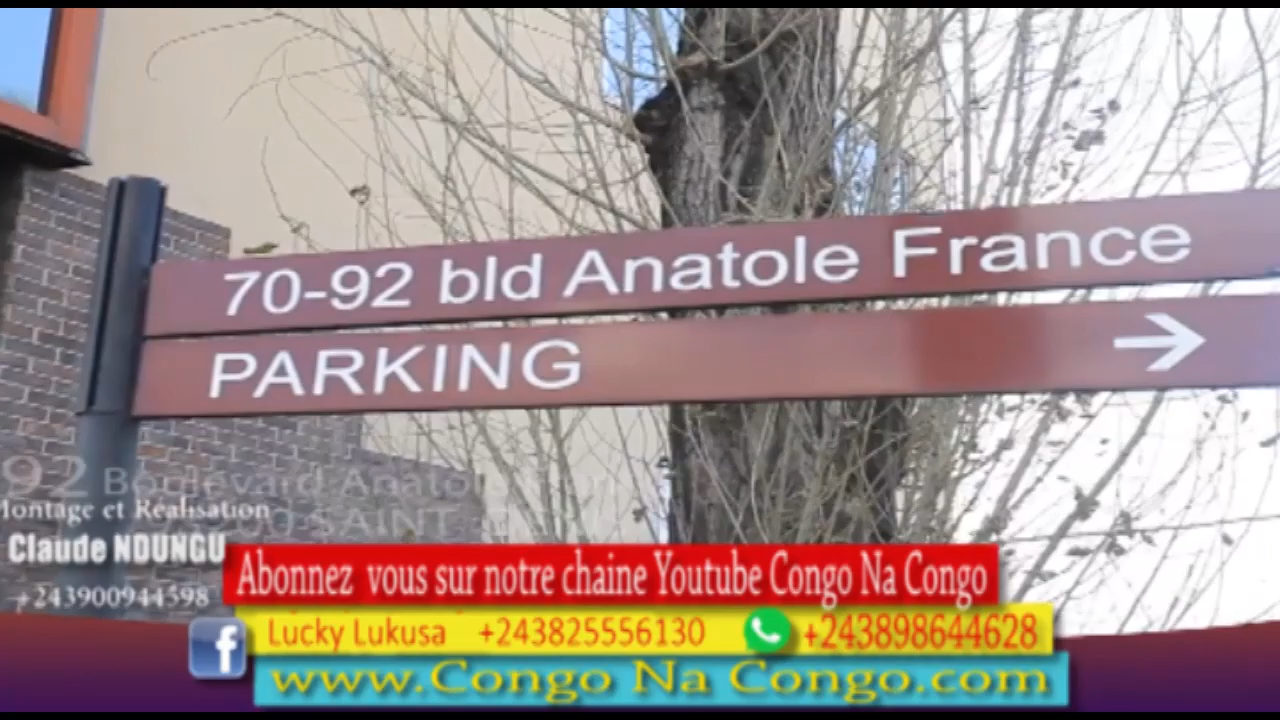 70-92 bld Anatole France
PARKING →
92 Boulevard Anatole
Montage et Réalisation
SAINT
Claude NDUNGU
+243900944598
Abonnez vous sur notre chaine Youtube Congo Na Congo
Lucky Lukusa +243825556130 +243898644628
www.Congo Na Congo.com